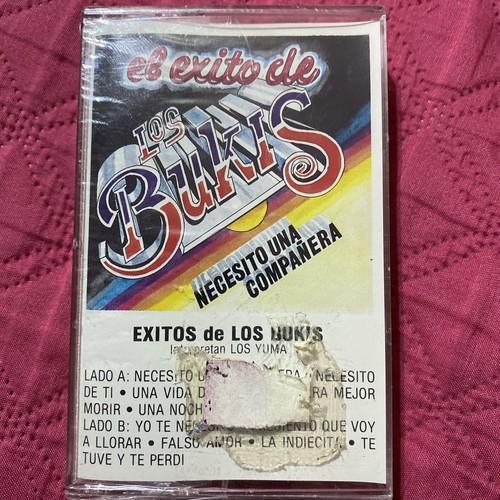 el exito de
LOS
BUKIS
NECESITO UNA
COMPAÑERA
EXITOS de LOS BUKIS
Interpretan LOS YUMA
LADO A: NECESITO NECESITO
DE TI • UNA VIDA MEJOR
MORIR • UNA NOCH
LADO B: YO TE QUE VOY
A LLORAR • FALSO AMOR • LA INDIECITA • TE
TUVE Y TE PERDI